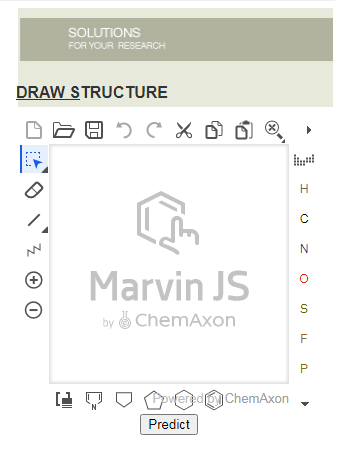 SOLUTIONS
FOR YOUR RESEARCH
DRAW STRUCTURE
H
C
N
O
S
F
P
Marvin JS
by ChemAxon
N
Powered by ChemAxon
Predict